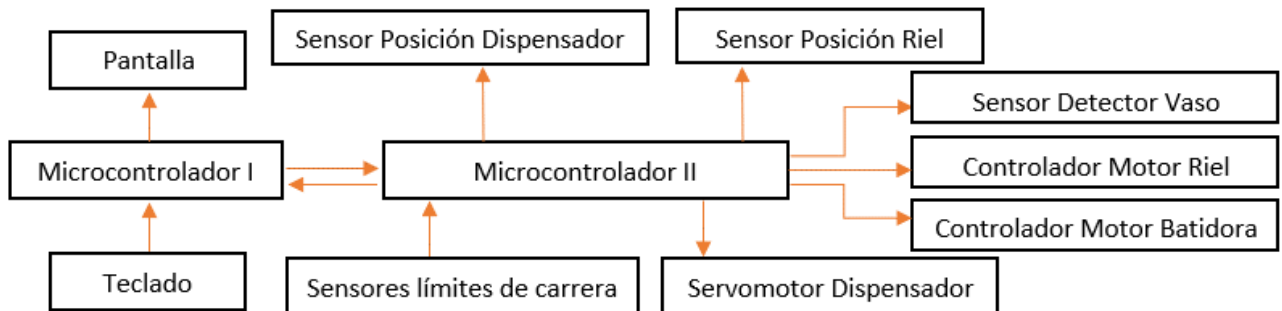 Pantalla
Sensor Posición Dispensador
Sensor Posición Riel
Sensor Detector Vaso
Microcontrolador I
Microcontrolador II
Controlador Motor Riel
Controlador Motor Batidora
Teclado
Sensores límites de carrera
Servomotor Dispensador